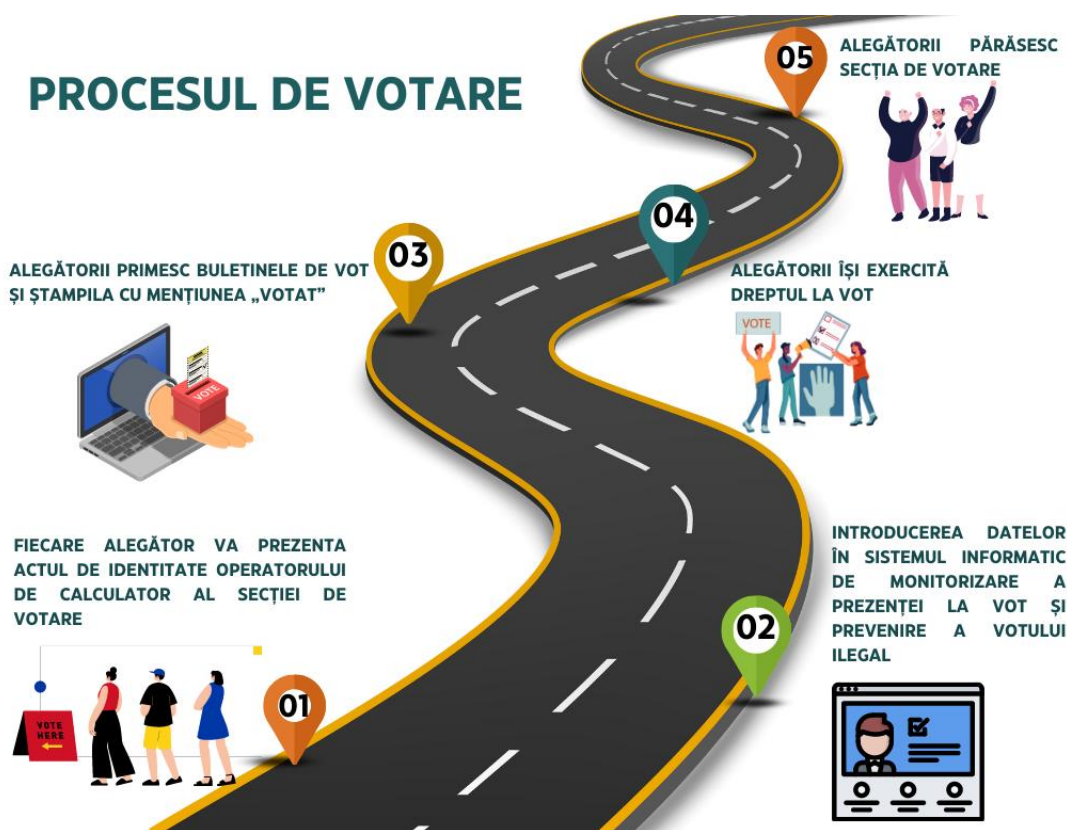 PROCESUL DE VOTARE
05
ALEGĂTORII PĂRĂSESC
SECȚIA DE VOTARE
04
03
ALEGĂTORII PRIMESC BULETINELE DE VOT
ȘI ȘTAMPILA CU MENȚIUNEA „VOTAT”
ALEGĂTORII ÎȘI EXERCITĂ
DREPTUL LA VOT
VOTE
VOTE
FIECARE ALEGĂTOR VA PREZENTA
ACTUL DE IDENTITATE OPERATORULUI
DE CALCULATOR AL SECȚIEI DE
VOTARE
INTRODUCEREA DATELOR
ÎN SISTEMUL INFORMATIC
DE MONITORIZARE A
PREZENȚEI LA VOT ȘI
PREVENIRE A VOTULUI
ILEGAL
02
01
VOTE
HERE